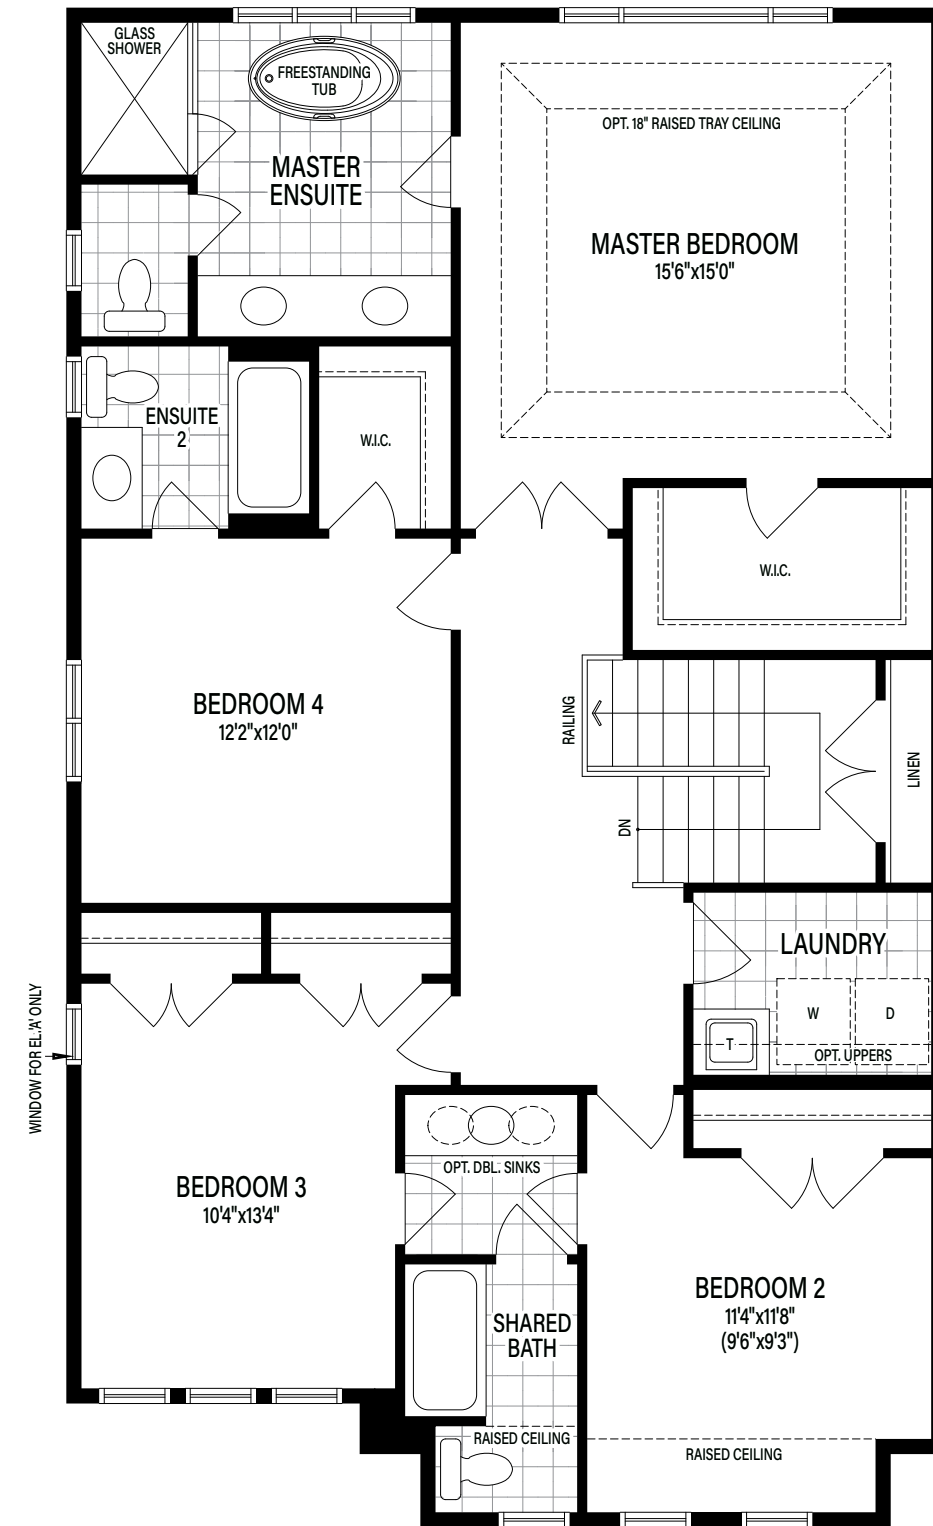 GLASS
SHOWER
FREESTANDING
TUB
MASTER
ENSUITE
OPT. 18" RAISED TRAY CEILING
MASTER BEDROOM
15'6"x15'0"
ENSUITE
2
W.I.C.
W.I.C.
BEDROOM 4
12'2"x12'0"
RAILING
DN
LINEN
LAUNDRY
W
D
T
OPT. UPPERS
WINDOW FOR EL.'A' ONLY
OPT. DBL. SINKS
BEDROOM 3
10'4"x13'4"
SHARED
BATH
BEDROOM 2
11'4"x11'8"
(9'6"x9'3")
RAISED CEILING
RAISED CEILING